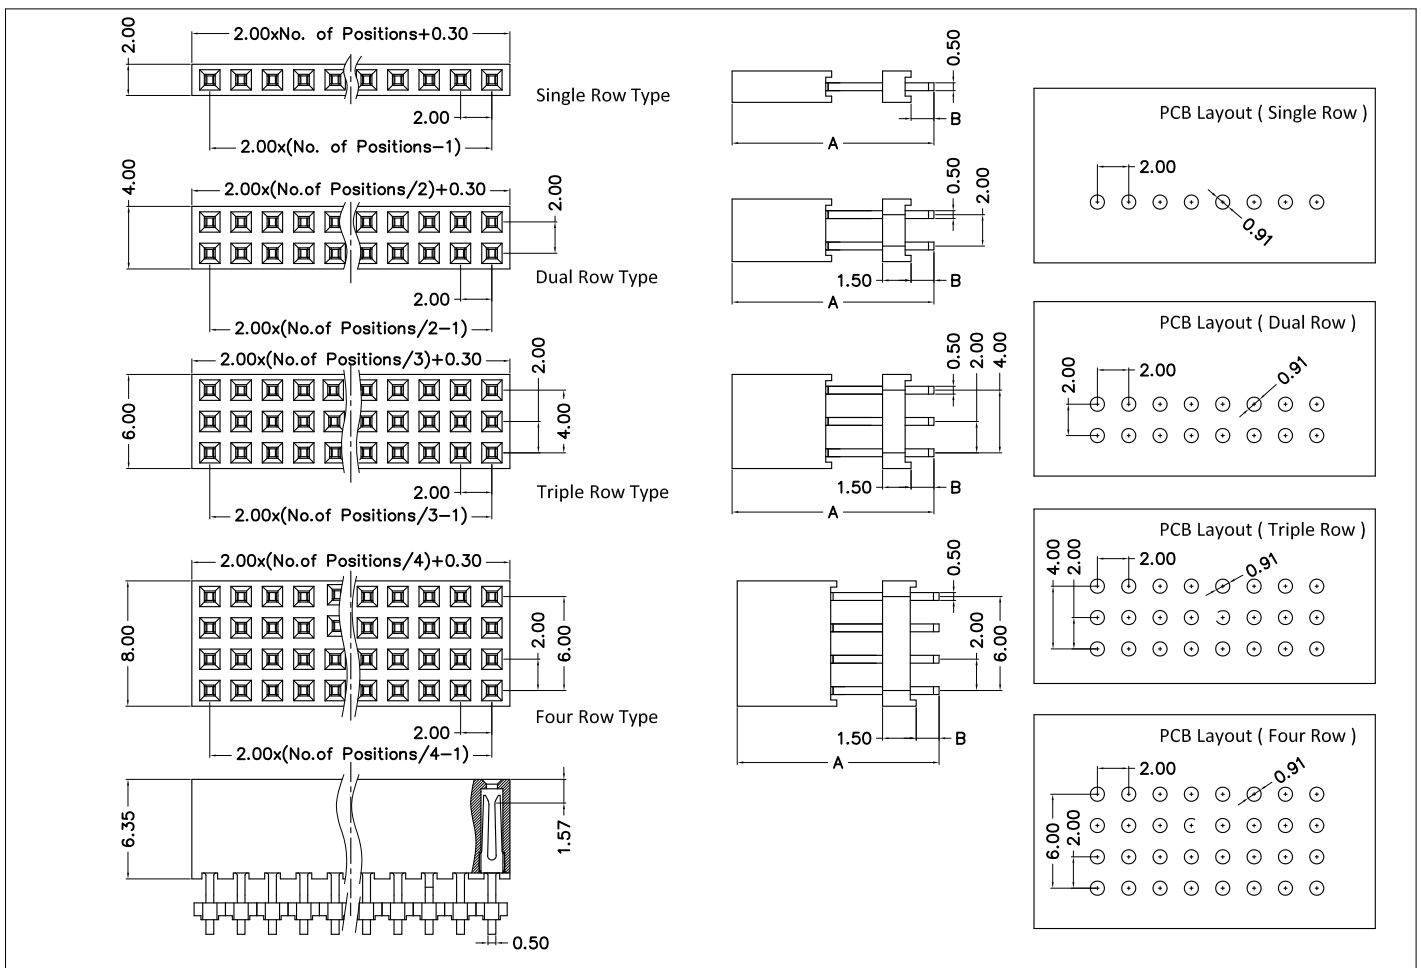 2.00xNo. of Positions+0.30
2.00
Single Row Type
2.00
2.00x(No. of Positions-1)
0.50
B
A
PCB Layout ( Single Row )
2.00
0.91
4.00
2.00x(No.of Positions/2)+0.30
2.00
Dual Row Type
2.00
2.00x(No.of Positions/2-1)
0.50
2.00
1.50
B
A
PCB Layout ( Dual Row )
2.00
2.00
0.91
2.00x(No.of Positions/3)+0.30
6.00
2.00
4.00
2.00
Triple Row Type
2.00x(No.of Positions/3-1)
0.50
2.00
4.00
1.50
B
A
PCB Layout ( Triple Row )
4.00
2.00
2.00
0.91
2.00x(No.of Positions/4)+0.30
8.00
2.00
6.00
Four Row Type
2.00
2.00x(No.of Positions/4-1)
0.50
2.00
6.00
1.50
B
A
PCB Layout ( Four Row )
2.00
0.91
6.00
2.00
6.35
1.57
0.50